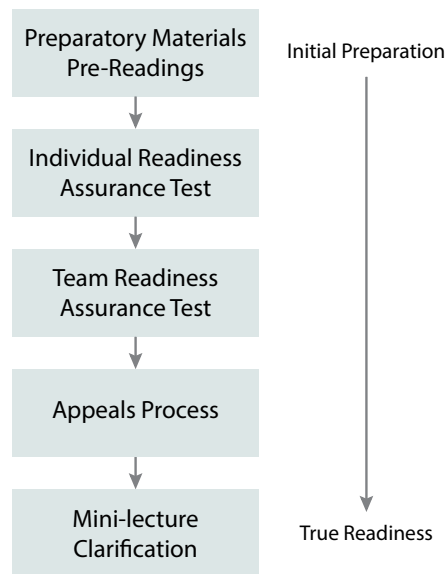 Preparatory Materials
Pre-Readings
Initial Preparation
Individual Readiness
Assurance Test
Team Readiness
Assurance Test
Appeals Process
Mini-lecture
Clarification
True Readiness